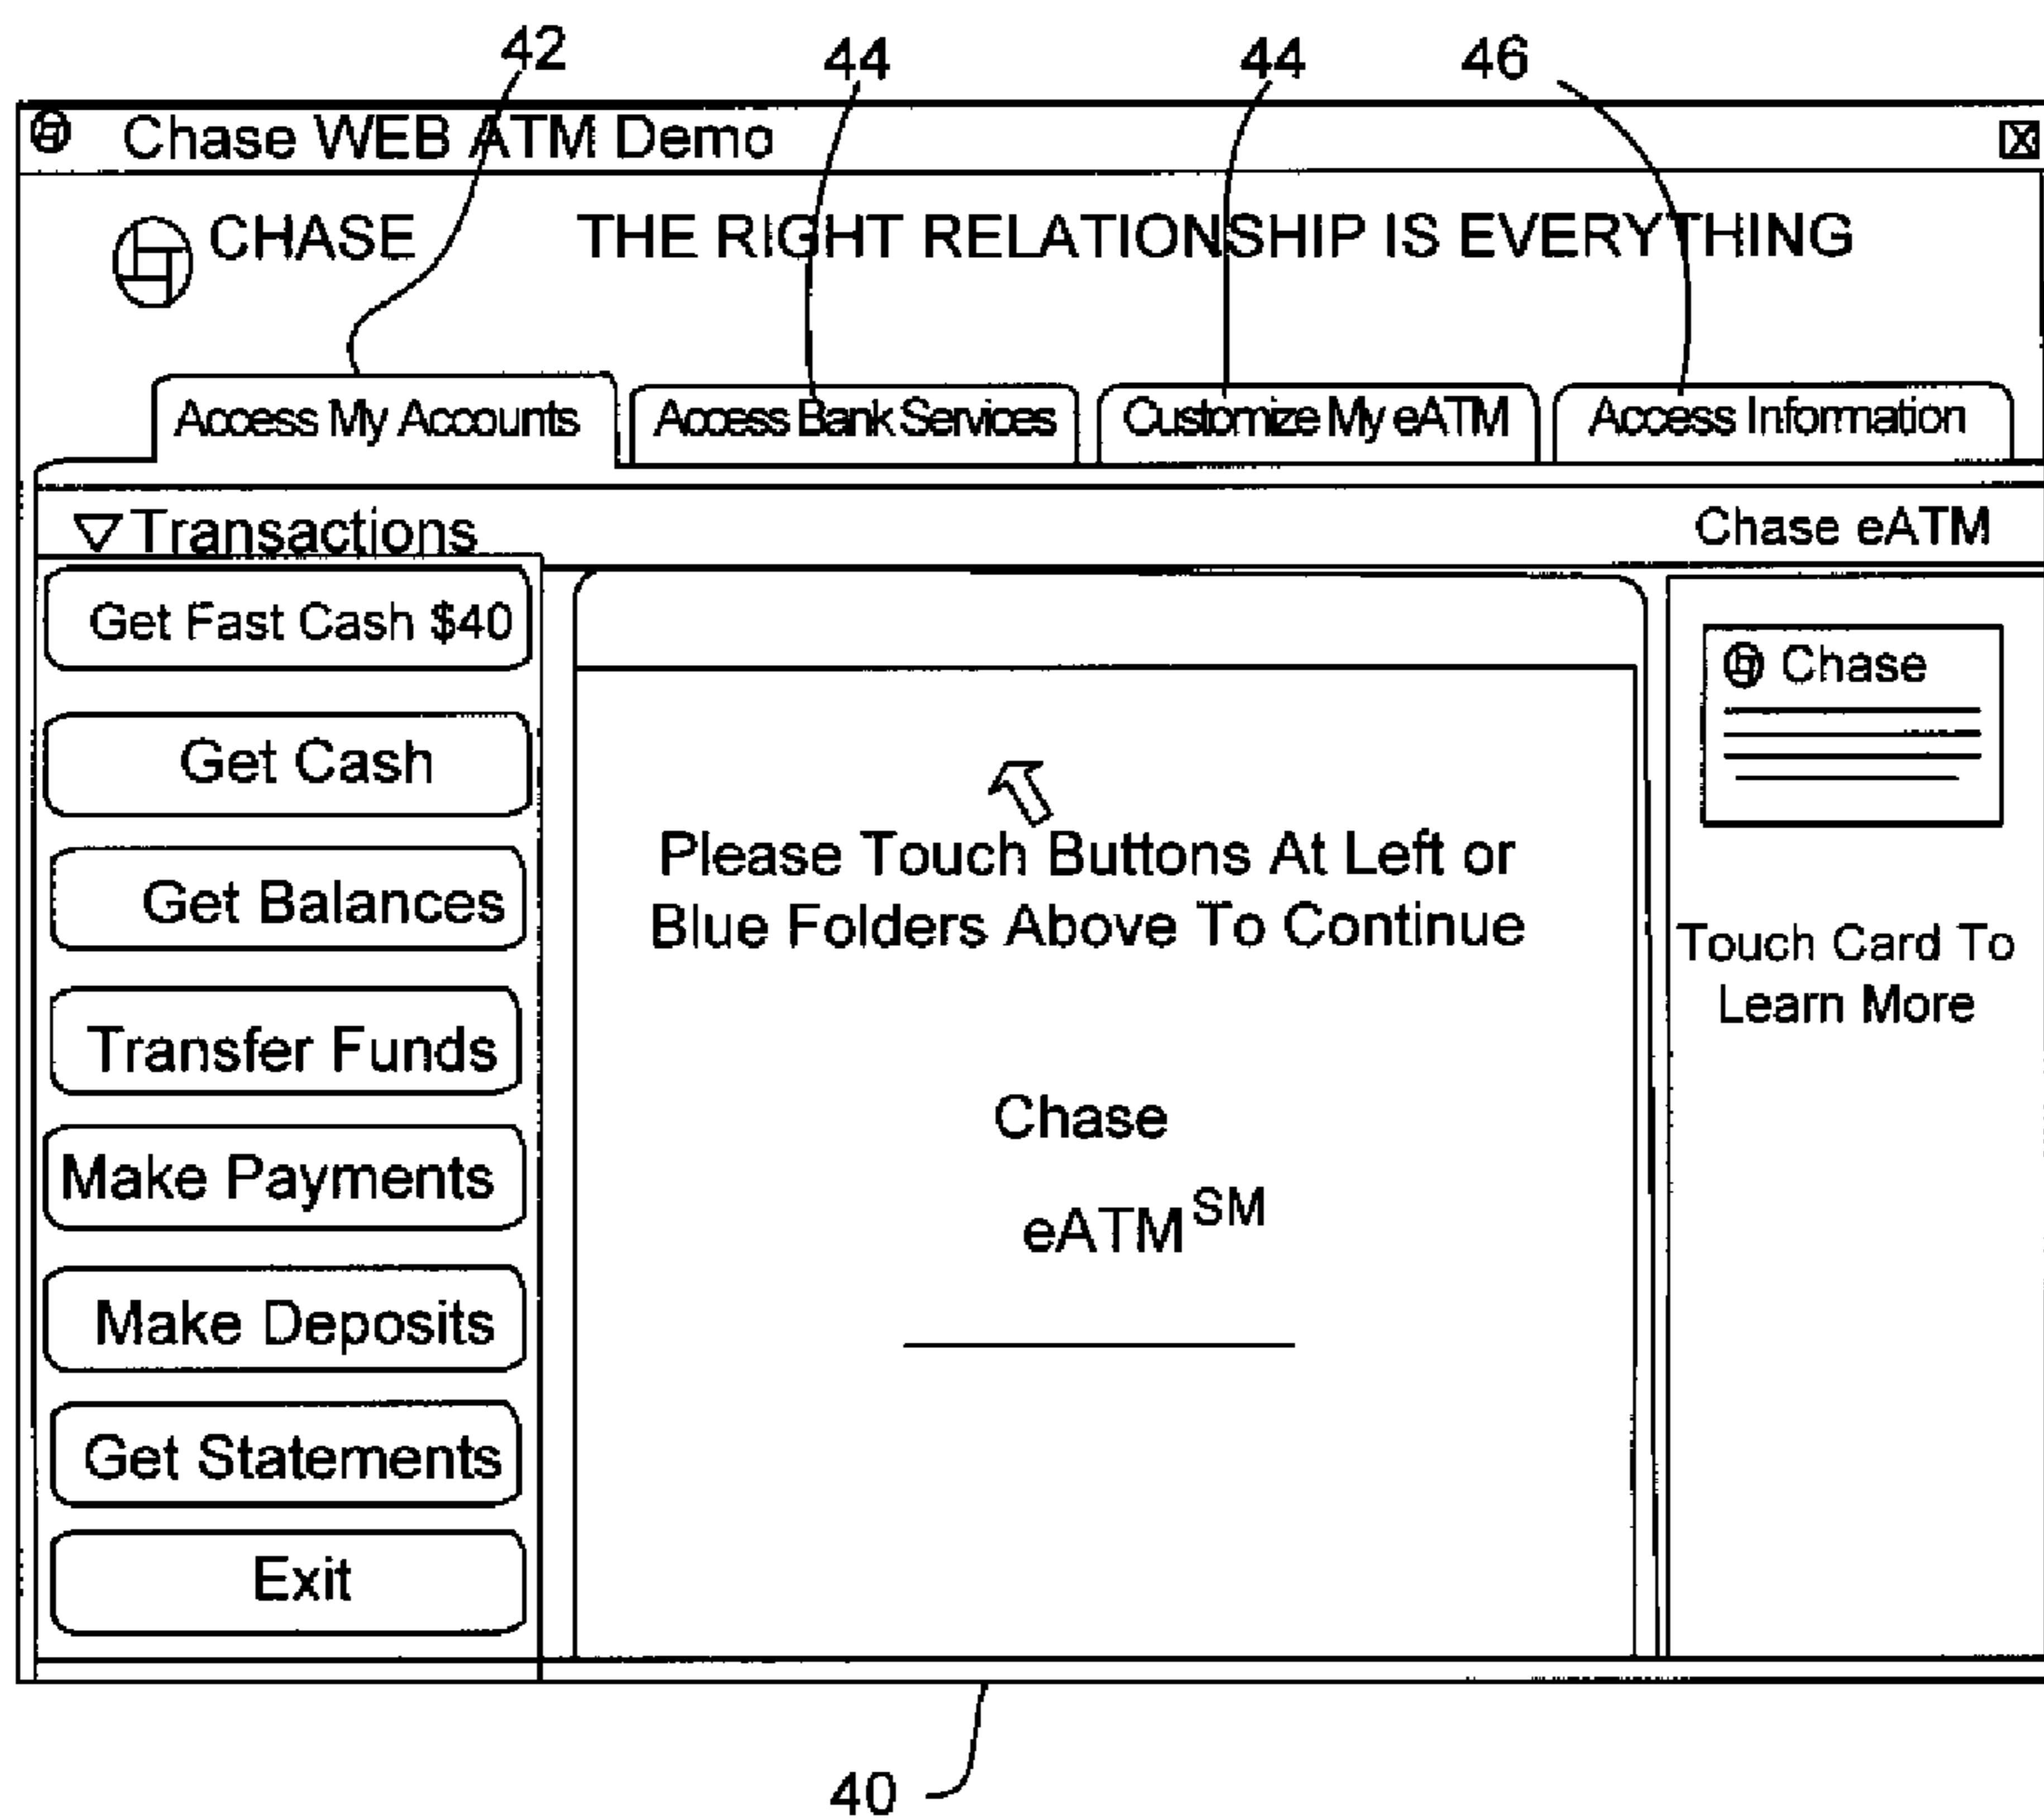 42 44 44 46
Chase WEB ATM Demo
CHASE THE RIGHT RELATIONSHIP IS EVERYTHING
Access My Accounts Access Bank Services Customize My eATM Access Information
Transactions Chase eATM
Get Fast Cash $40
Get Cash
Get Balances
Transfer Funds
Make Payments
Make Deposits
Get Statements
Exit
Please Touch Buttons At Left or
Blue Folders Above To Continue
Chase
eATM SM
Chase
Touch Card To
Learn More
40